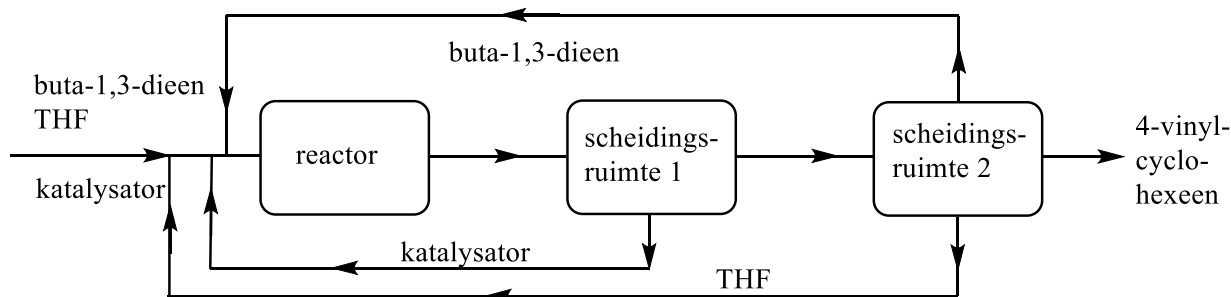 buta-1,3-dieen
buta-1,3-dieen
THF
katalysator
reactor
scheidings-
ruimte 1
scheidings-
ruimte 2
4-vinyl-
cyclo-
hexeen
katalysator
THF